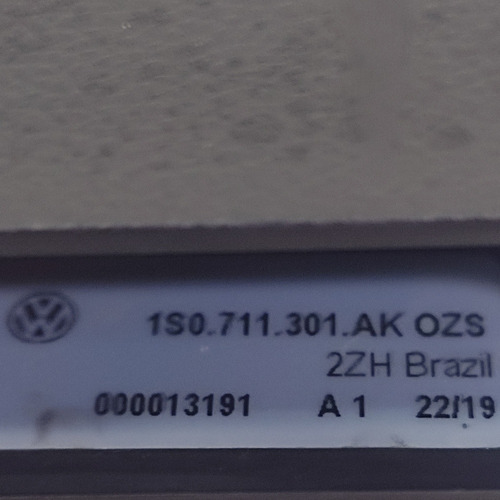 1S0.711.301.AK OZS
2ZH Brazil
000013191 A 1 22/19